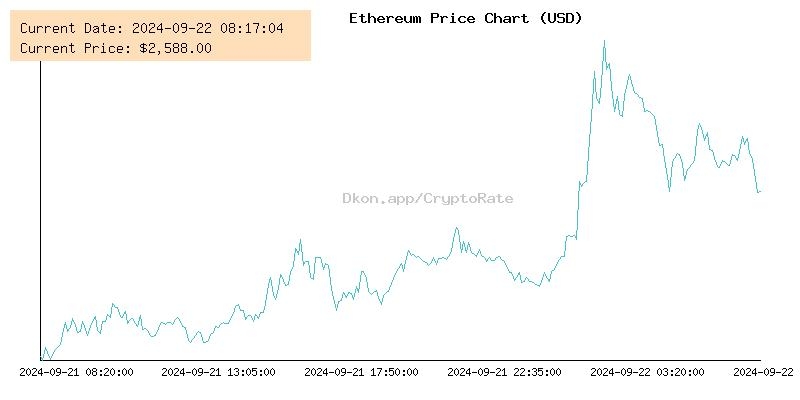 Ethereum Price Chart (USD)
Current Date: 2024-09-22 08:17:04
Current Price: $2,588.00
Dkon.app/CryptoRate
2024-09-21 08:20:00 2024-09-21 13:05:00 2024-09-21 17:50:00 2024-09-21 22:35:00 2024-09-22 03:20:00 2024-09-22